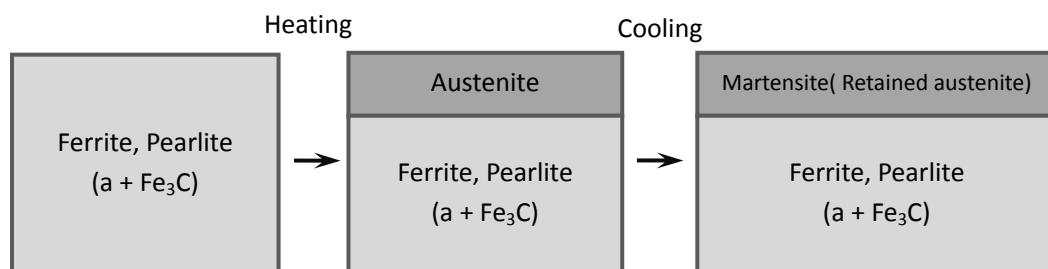 Heating
Cooling
Ferrite, Pearlite
(a + Fe₃C)
Austenite
Ferrite, Pearlite
(a + Fe₃C)
Martensite( Retained austenite)
Ferrite, Pearlite
(a + Fe₃C)